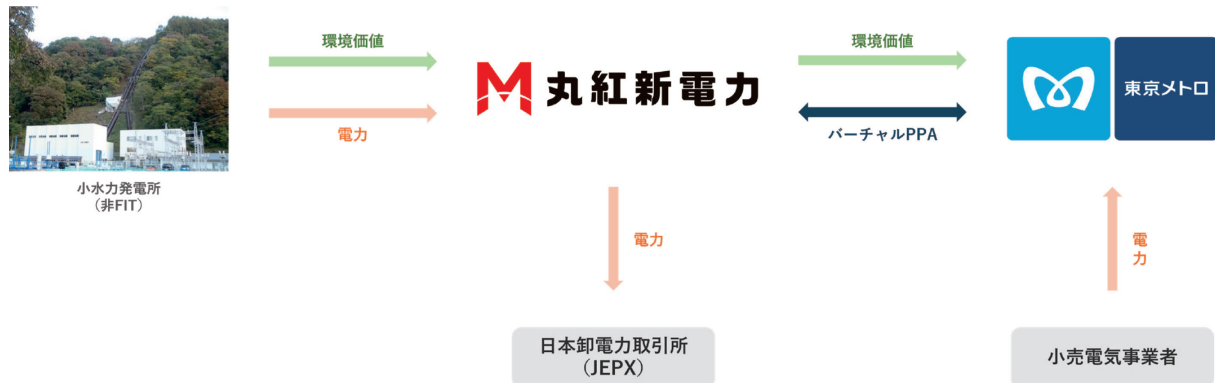 環境価値
電力
小水力発電所
（非FIT）
丸紅新電力
環境価値
バーチャルPPA
東京メトロ
電力
電
力
日本卸電力取引所
（JEPX）
小売電気事業者